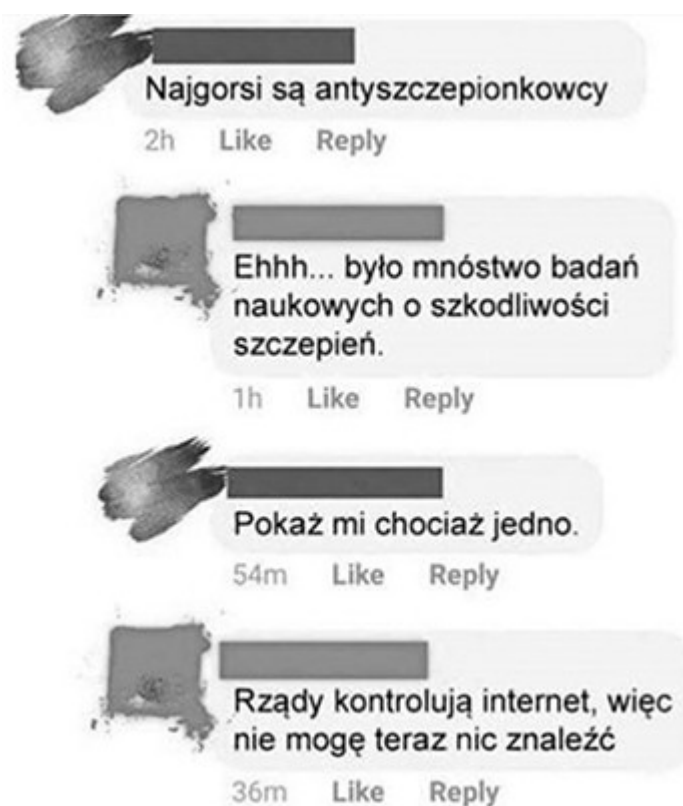 Najgorsi są antyszczepionkowcy
2h Like Reply
Ehhh... było mnóstwo badań
naukowych o szkodliwości
szczepień.
1h Like Reply
Pokaż mi chociaż jedno.
54m Like Reply
Rządy kontrolują internet, więc
nie mogę teraz nic znaleźć
36m Like Reply